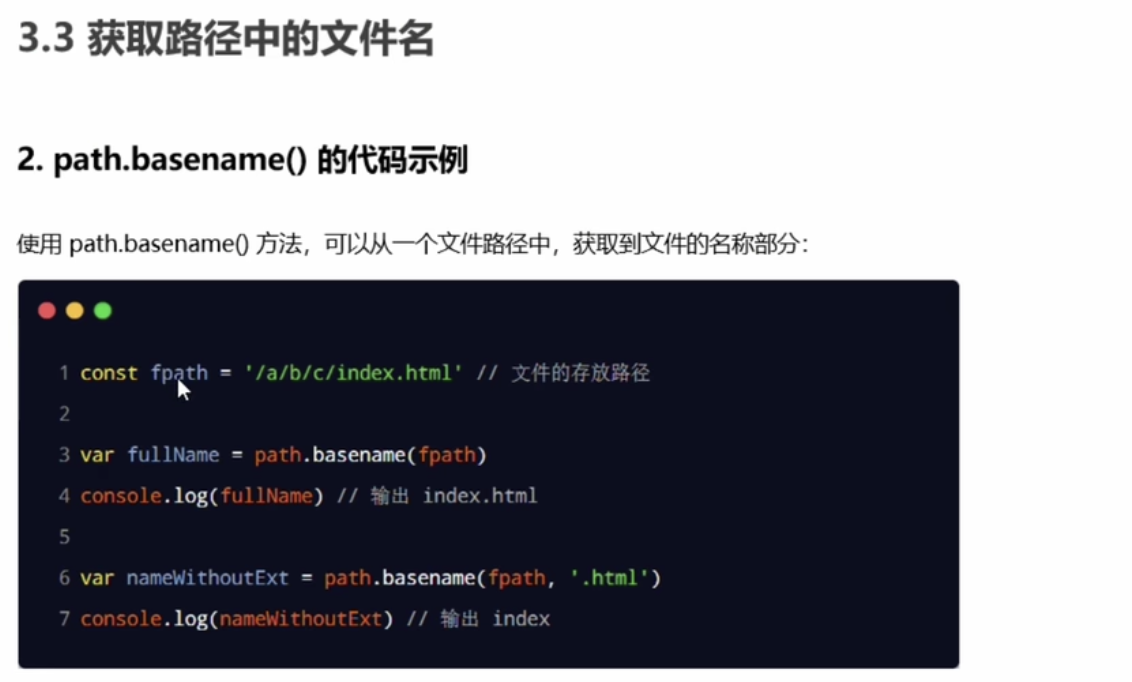 3.3 获取路径中的文件名
2. path.basename() 的代码示例
使用 path.basename() 方法，可以从一个文件路径中，获取到文件的名称部分：
1 const fpath = '/a/b/c/index.html' // 文件的存放路径
2
3 var fullName = path.basename(fpath)
4 console.log(fullName) // 输出 index.html
5
6 var nameWithoutExt = path.basename(fpath, '.html')
7 console.log(nameWithoutExt) // 输出 index